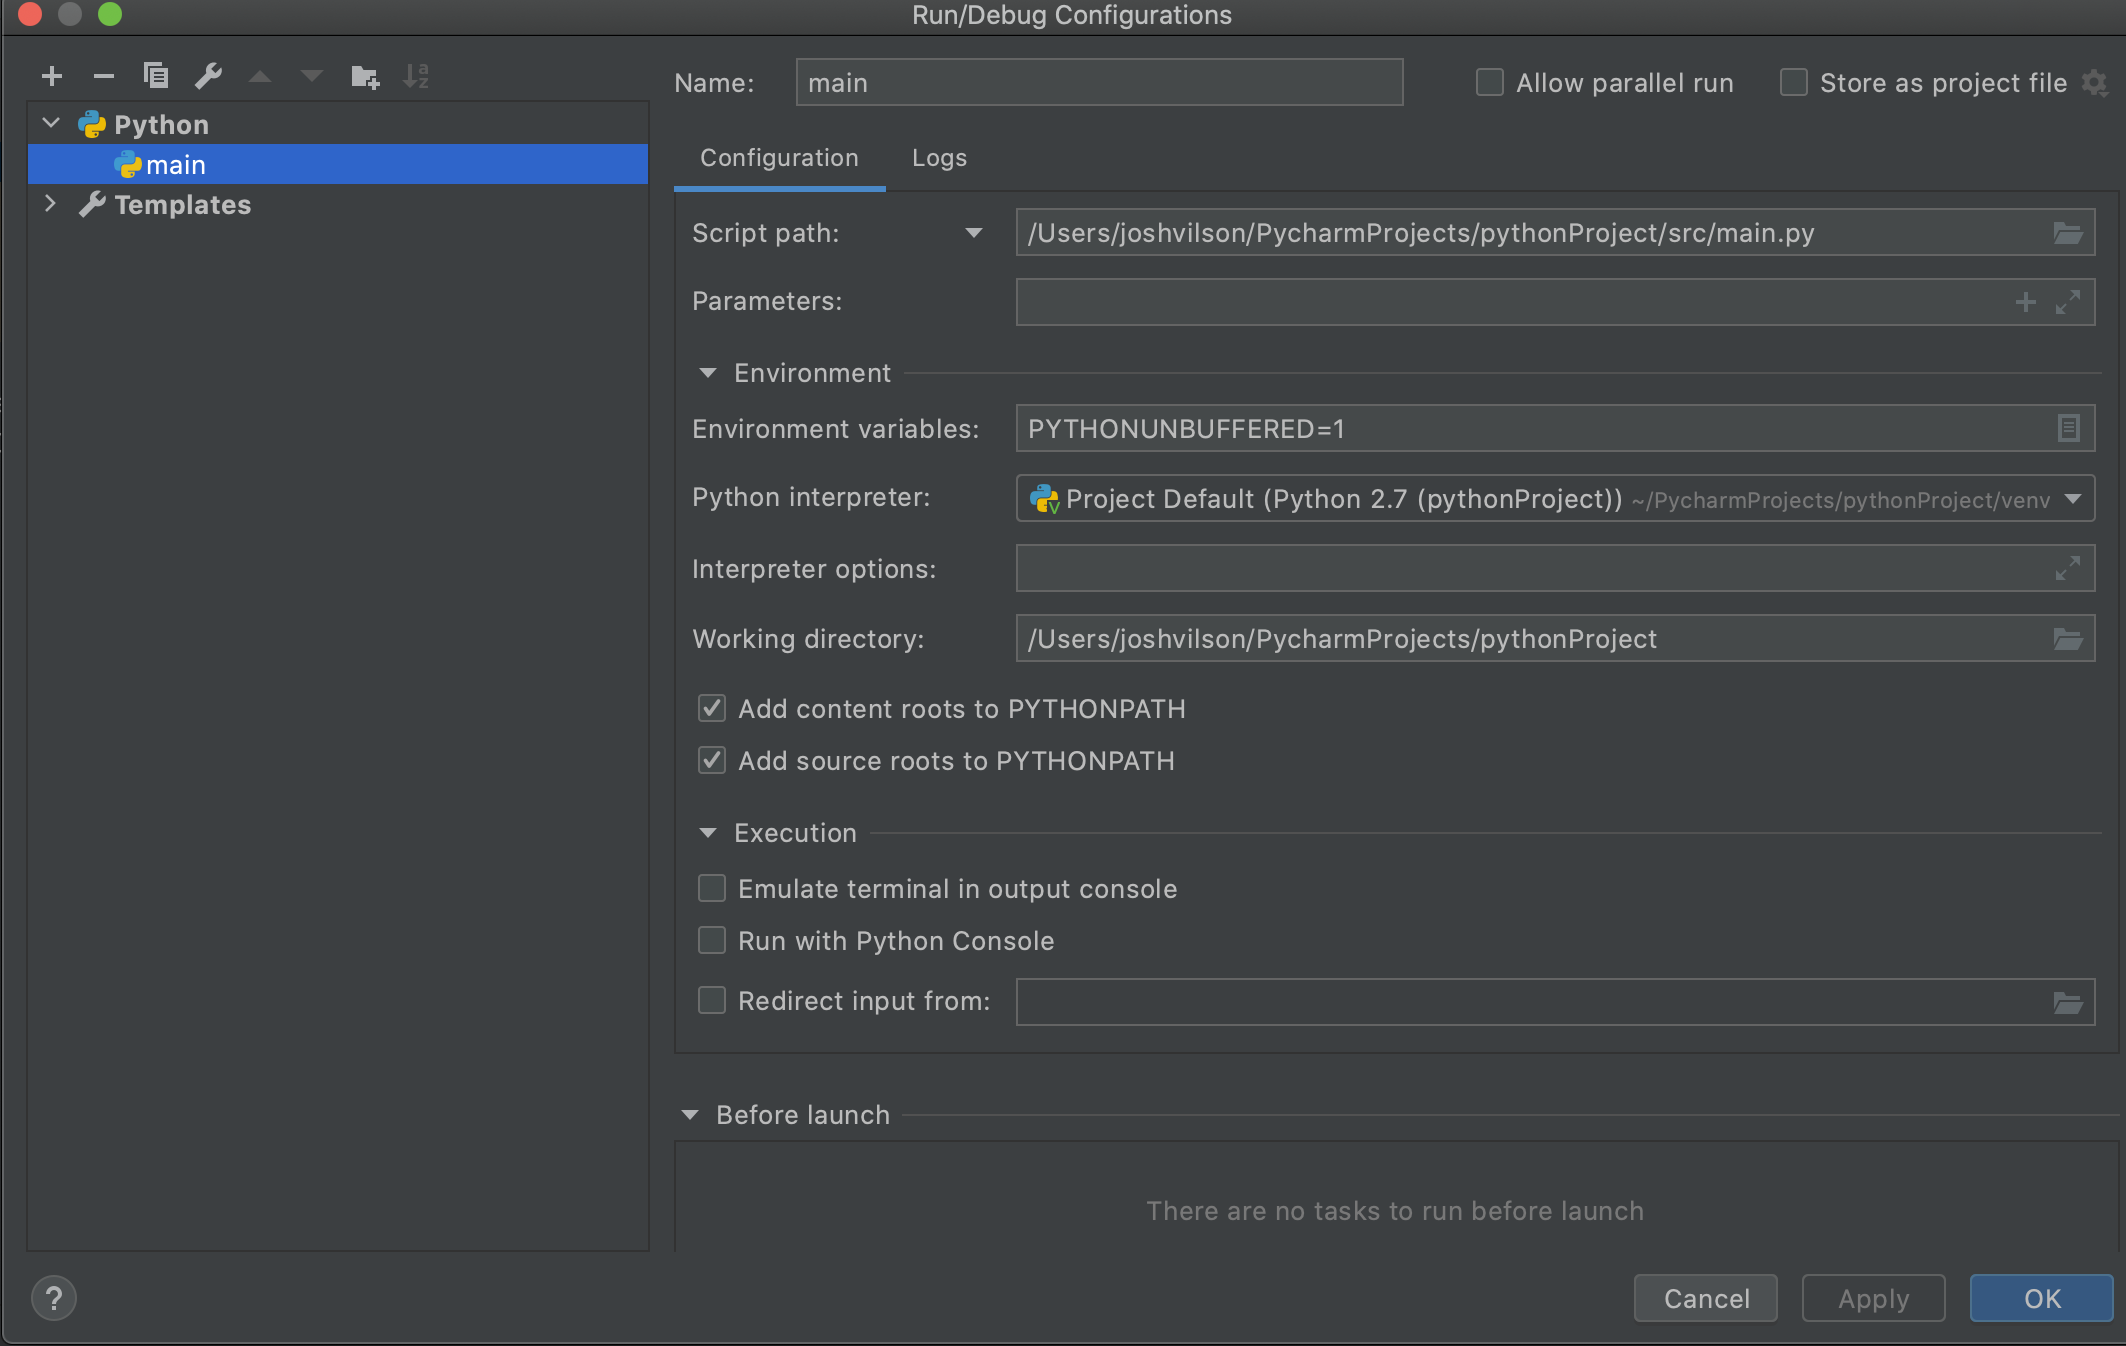 Run/Debug Configurations
Name: main Allow parallel run Store as project file
Python
main
Templates
Configuration Logs
Script path: /Users/joshvilson/PycharmProjects/pythonProject/src/main.py
Parameters:
Environment
Environment variables: PYTHONUNBUFFERED=1
Python interpreter: Project Default (Python 2.7 (pythonProject)) ~/PycharmProjects/pythonProject/venv
Interpreter options:
Working directory: /Users/joshvilson/PycharmProjects/pythonProject
Add content roots to PYTHONPATH
Add source roots to PYTHONPATH
Execution
Emulate terminal in output console
Run with Python Console
Redirect input from:
Before launch
There are no tasks to run before launch
? Cancel Apply OK